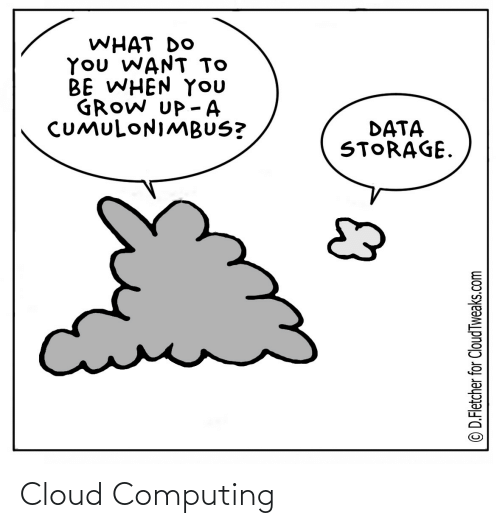 WHAT DO
YOU WANT TO
BE WHEN YOU
GROW UP-A
CUMULONIMBUS?
DATA
STORAGE.
© D.Fletcher for CloudTweaks.com
Cloud Computing